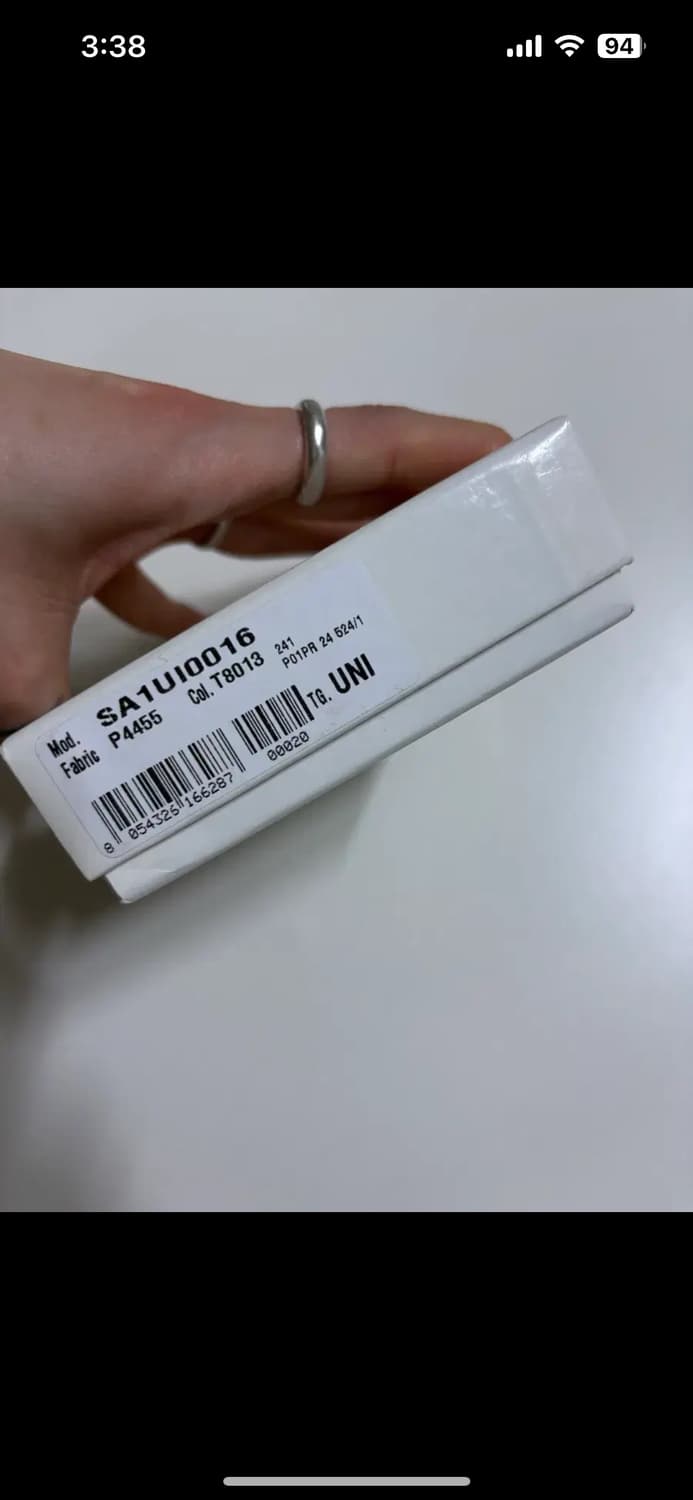 3:38
94
Mod. SA1UI0016
Fabric P4455 Col. T8013 241
P01PR 24 524/1
8 054326 166287 00020 TG. UNI